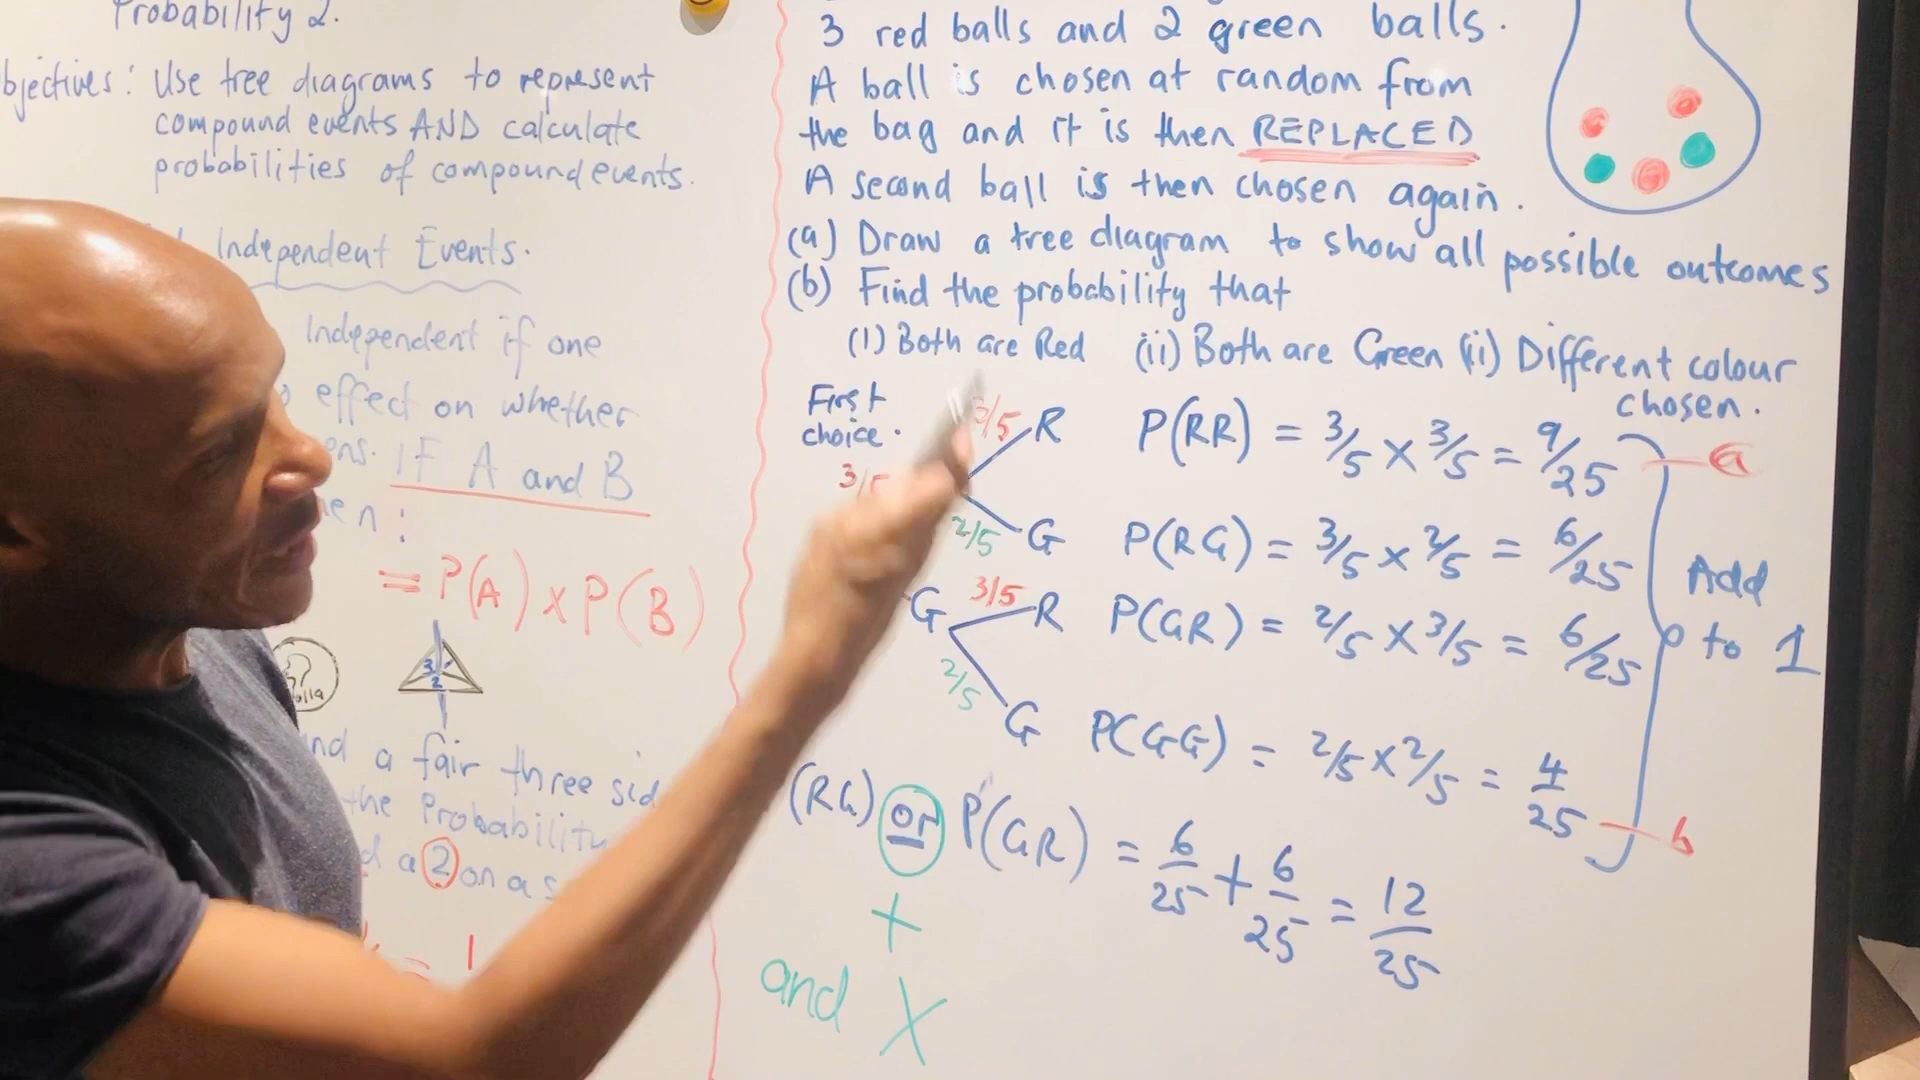 Probability 2.
bjectives: Use tree diagrams to represent
compound events AND calculate
probabilities of compound events.
Independent Events.
Independent if one
effect on whether
ns. IF A and B
en:
= P(A) x P(B)
3
2
nd a fair three sid
the Probability
d a 2 on a s
= 1
3 red balls and 2 green balls.
A ball is chosen at random from
the bag and it is then REPLACED
A second ball is then chosen again.
(a) Draw a tree diagram to show all possible outcomes
(b) Find the probability that
(i) Both are Red (ii) Both are Green (ii) Different colour
chosen.
First
choice.
3/5 R P(RR) = 3/5 x 3/5 = 9/25 a
3/5
2/5 G P(RG) = 3/5 x 2/5 = 6/25
Add
to 1
G 3/5 R P(GR) = 2/5 x 3/5 = 6/25
2/5 G P(GG) = 2/5 x 2/5 = 4/25 b
(RG) or P(GR) = 6/25 + 6/25 = 12/25
+
and X